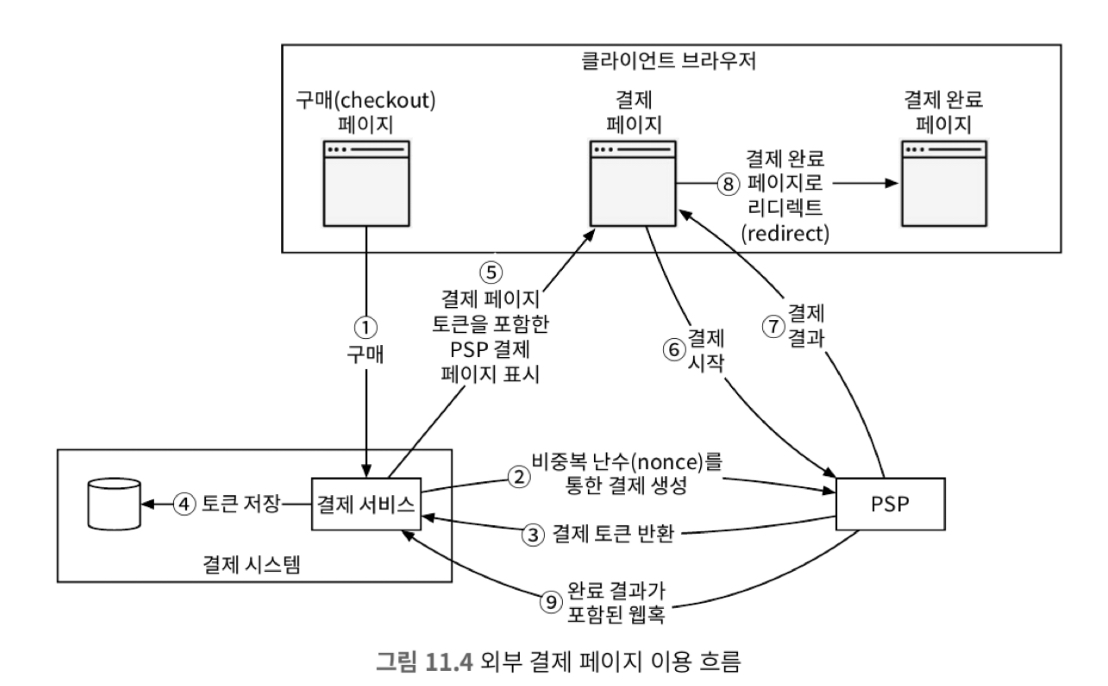 클라이언트 브라우저
구매(checkout)
페이지
결제
페이지
결제 완료
페이지
⑧
결제 완료
페이지로
리디렉트
(redirect)
①
구매
⑤
결제 페이지
토큰을 포함한
PSP 결제
페이지 표시
⑥
결제
시작
⑦
결제
결과
②
비중복 난수(nonce)를
통한 결제 생성
④ 토큰 저장
결제 서비스
PSP
③ 결제 토큰 반환
결제 시스템
⑨
완료 결과가
포함된 웹훅
그림 11.4 외부 결제 페이지 이용 흐름